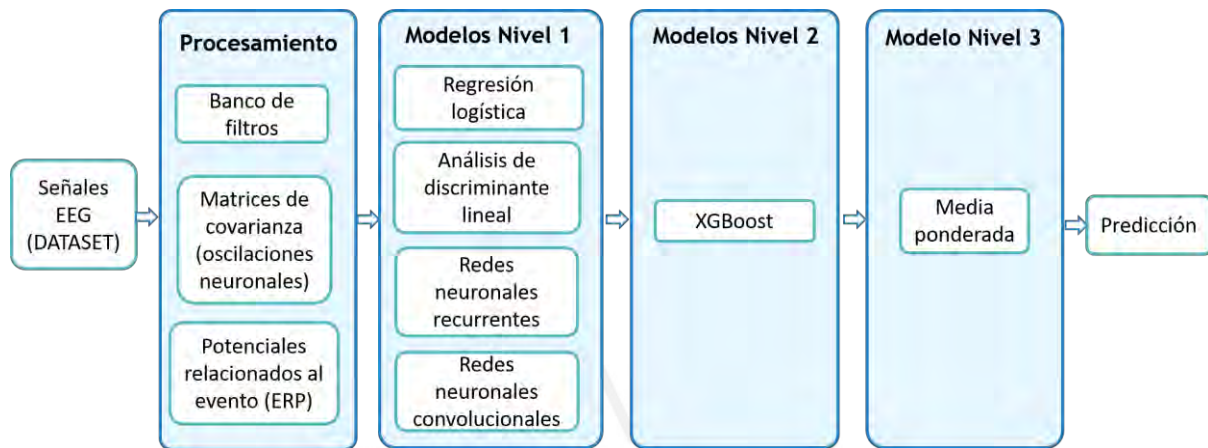 Señales
EEG
(DATASET)
Procesamiento
Banco de
filtros
Matrices de
covarianza
(oscilaciones
neuronales)
Potenciales
relacionados al
evento (ERP)
Modelos Nivel 1
Regresión
logística
Análisis de
discriminante
lineal
Redes
neuronales
recurrentes
Redes
neuronales
convolucionales
Modelos Nivel 2
XGBoost
Modelo Nivel 3
Media
ponderada
Predicción